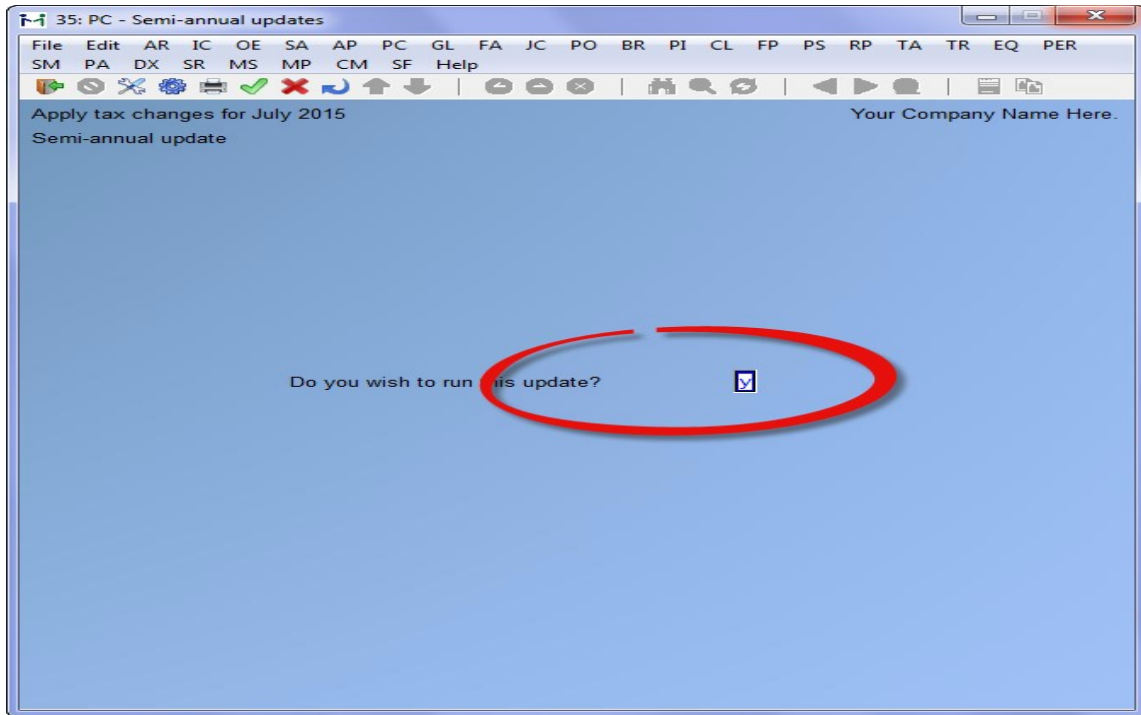 35: PC - Semi-annual updates
File Edit AR IC OE SA AP PC GL FA JC PO BR PI CL FP PS RP TA TR EQ PER
SM PA DX SR MS MP CM SF Help
Apply tax changes for July 2015 Your Company Name Here.
Semi-annual update
Do you wish to run this update? y